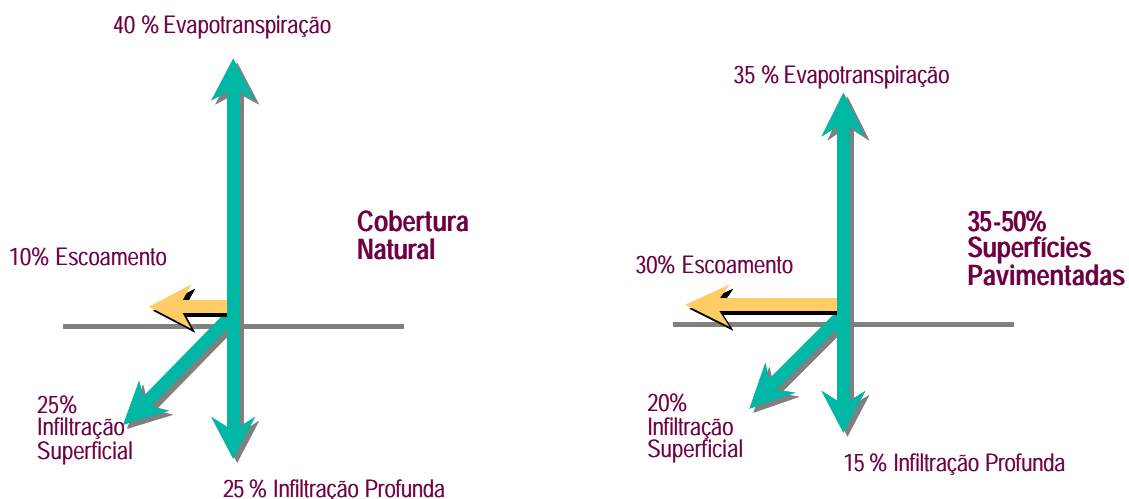 40 % Evapotranspiração
Cobertura
Natural
10% Escoamento
25%
Infiltração
Superficial
25 % Infiltração Profunda
35 % Evapotranspiração
35-50%
Superfícies
Pavimentadas
30% Escoamento
20%
Infiltração
Superficial
15 % Infiltração Profunda